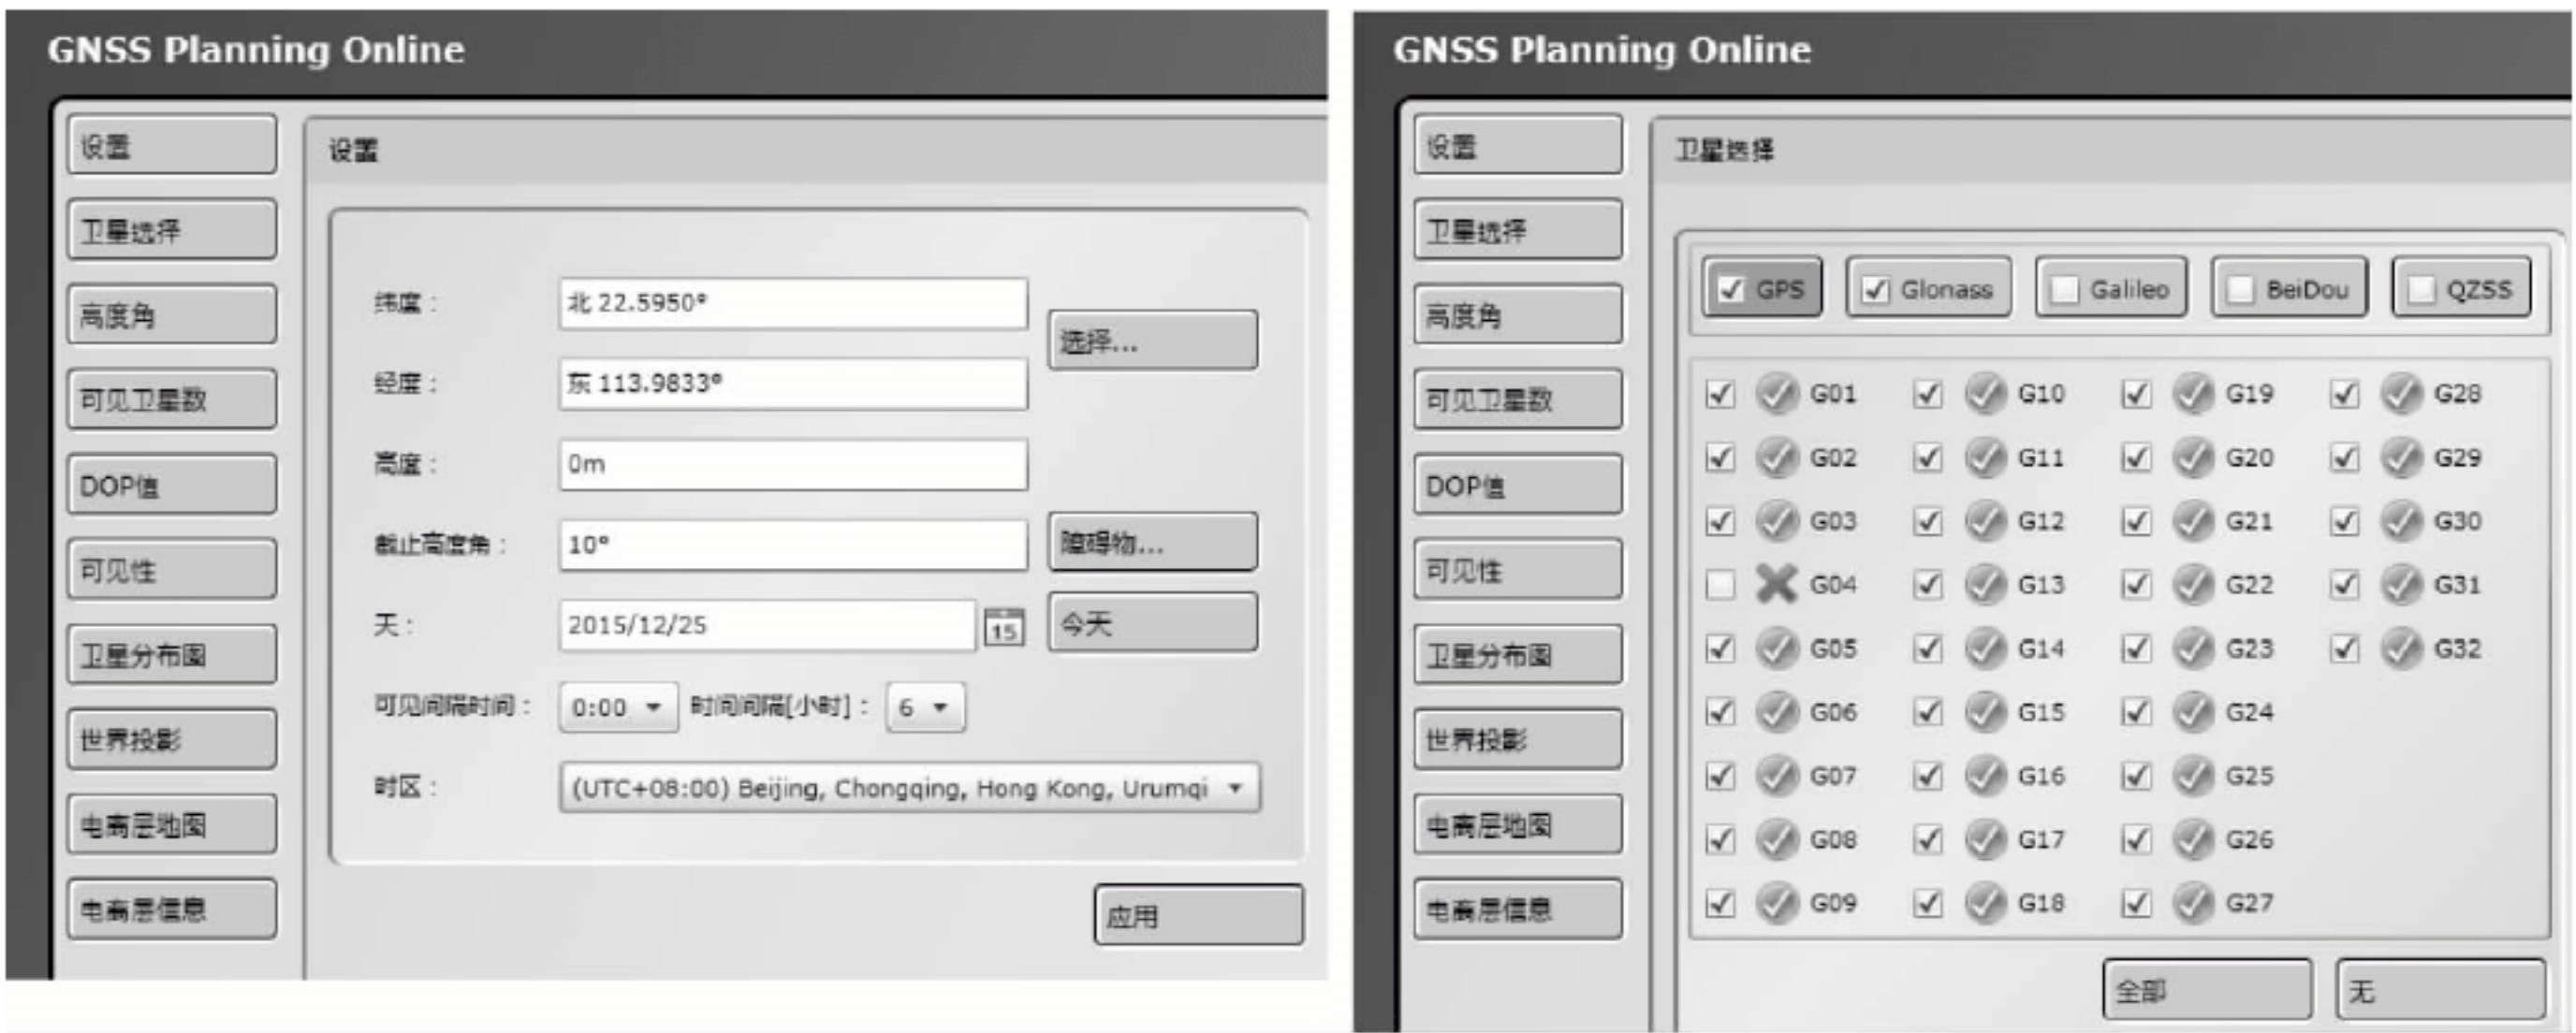 GNSS Planning Online
设置
卫星选择
高度角
可见卫星数
DOP值
可见性
卫星分布图
世界投影
电离层地图
电离层信息
设置
纬度：
北 22.5950°
选择...
经度：
东 113.9833°
高度：
0m
截止高度角：
10°
障碍物...
天：
2015/12/25
15
今天
可见间隔时间：
0:00
时间间隔[小时]：
6
时区：
(UTC+08:00) Beijing, Chongqing, Hong Kong, Urumqi
应用
GNSS Planning Online
设置
卫星选择
高度角
可见卫星数
DOP值
可见性
卫星分布图
世界投影
电离层地图
电离层信息
卫星选择
GPS Glonass Galileo BeiDou QZSS
G01 G10 G19 G28
G02 G11 G20 G29
G03 G12 G21 G30
G04 G13 G22 G31
G05 G14 G23 G32
G06 G15 G24
G07 G16 G25
G08 G17 G26
G09 G18 G27
全部
无